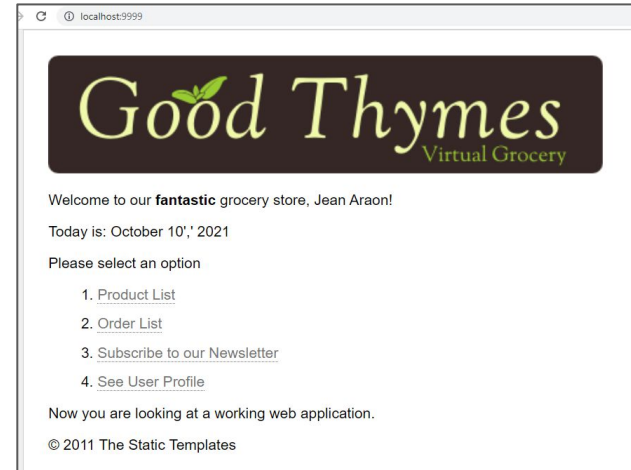 localhost:9999
Good Thymes
Virtual Grocery
Welcome to our fantastic grocery store, Jean Araon!
Today is: October 10',' 2021
Please select an option
1. Product List
2. Order List
3. Subscribe to our Newsletter
4. See User Profile
Now you are looking at a working web application.
© 2011 The Static Templates